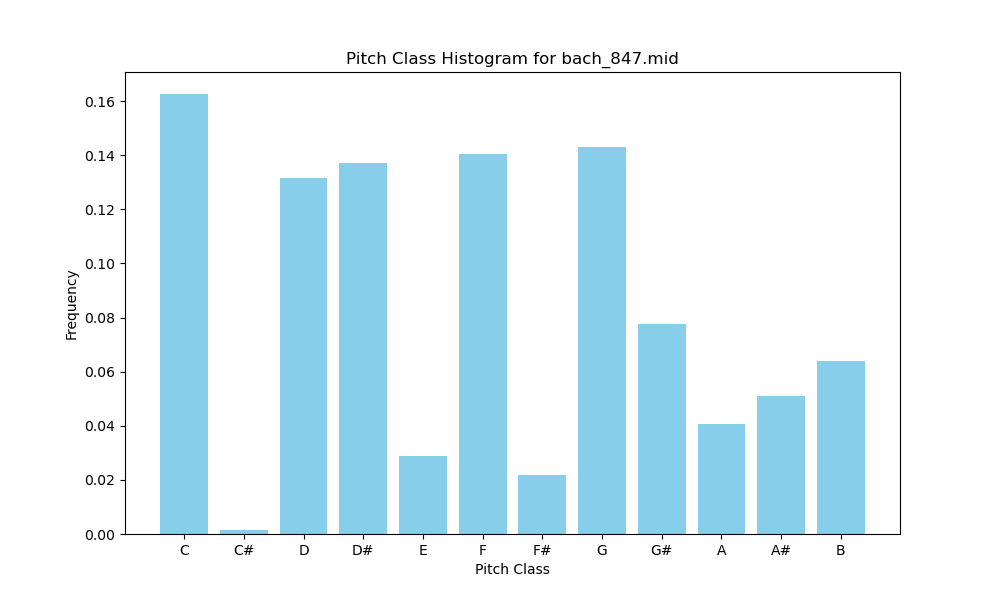 Pitch Class Histogram for bach_847.mid
0.16
0.14
0.12
0.10
0.08
0.06
0.04
0.02
0.00
Frequency
C C# D D# E F F# G G# A A# B
Pitch Class